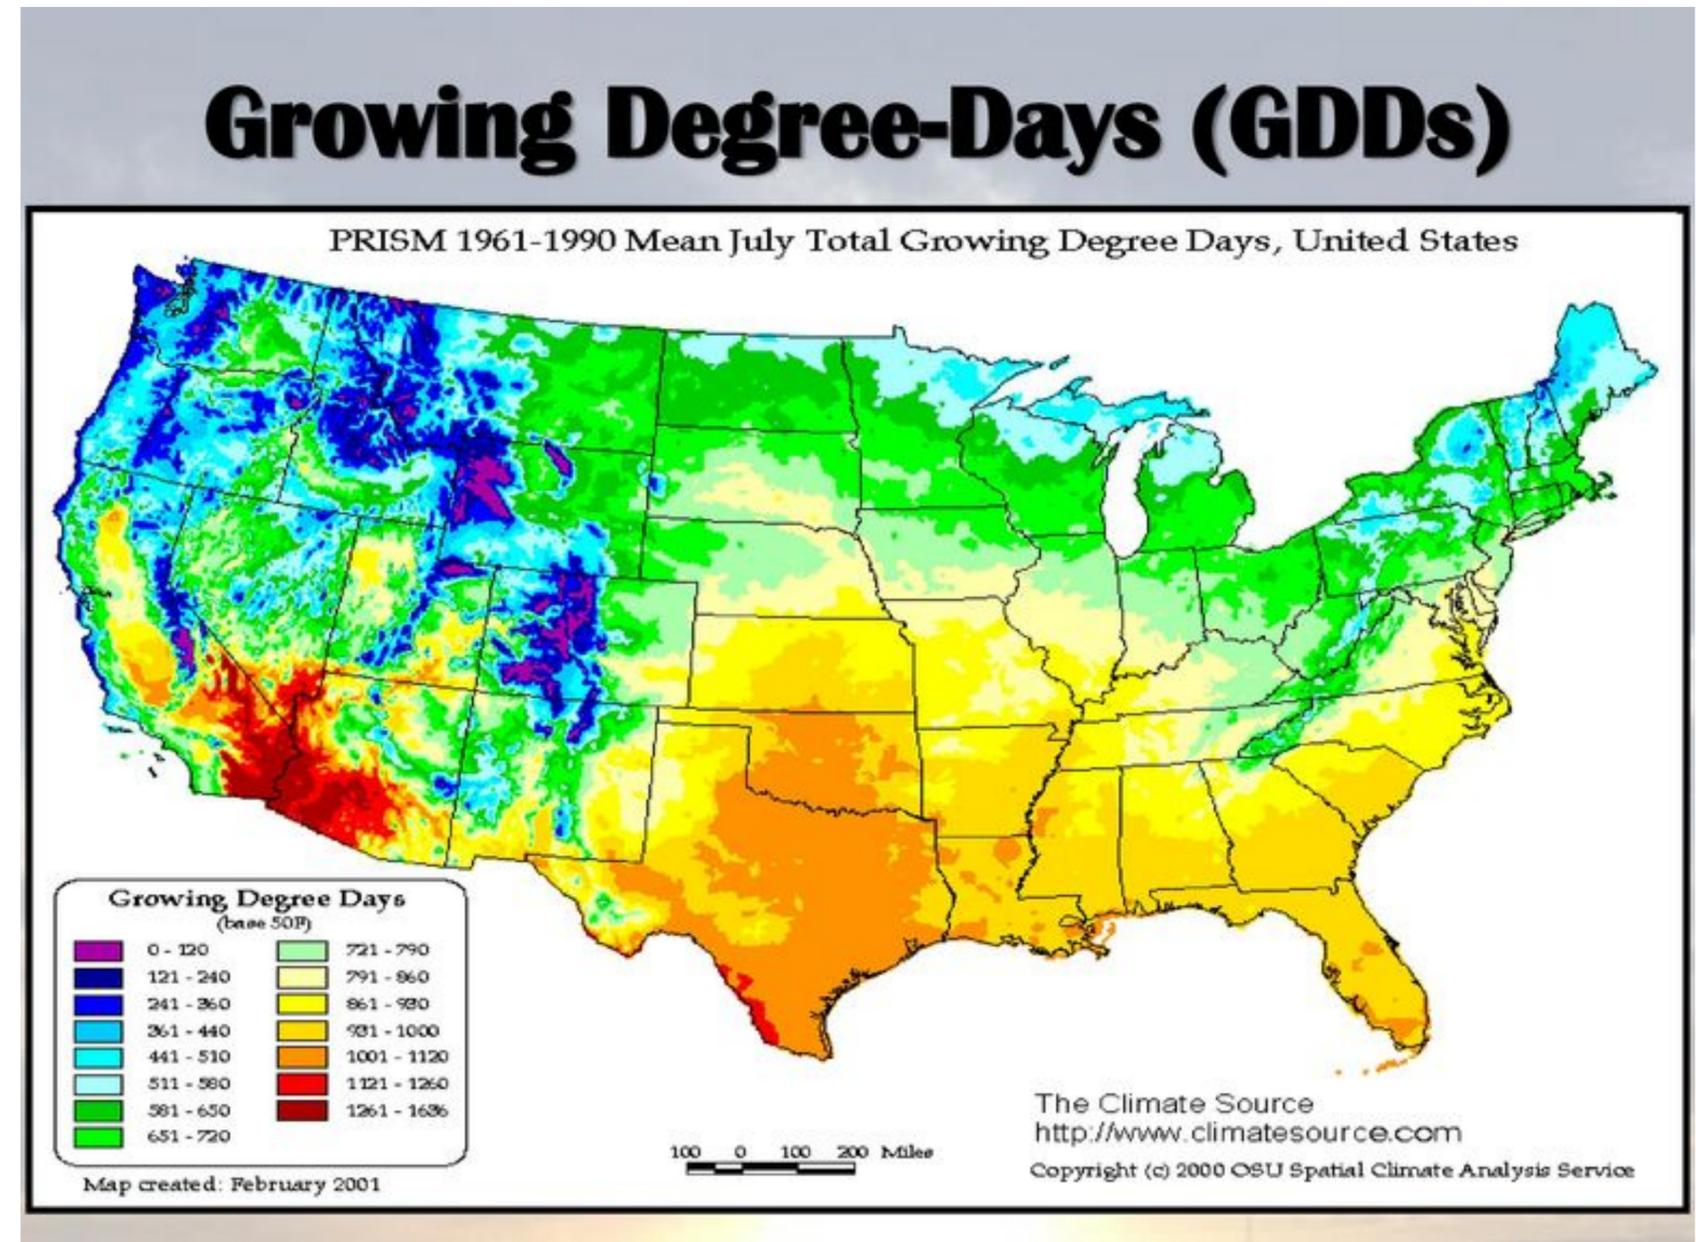 Growing Degree-Days (GDDs)
PRISM 1961-1990 Mean July Total Growing Degree Days, United States
Growing Degree Days
(base 50F)
0 - 120
121 - 240
241 - 360
361 - 440
441 - 510
511 - 580
581 - 650
651 - 720
721 - 790
791 - 860
861 - 930
931 - 1000
1001 - 1120
1121 - 1260
1261 - 1636
Map created: February 2001
100 0 100 200 Miles
The Climate Source
http://www.climatesource.com
Copyright (c) 2000 OSU Spatial Climate Analysis Service